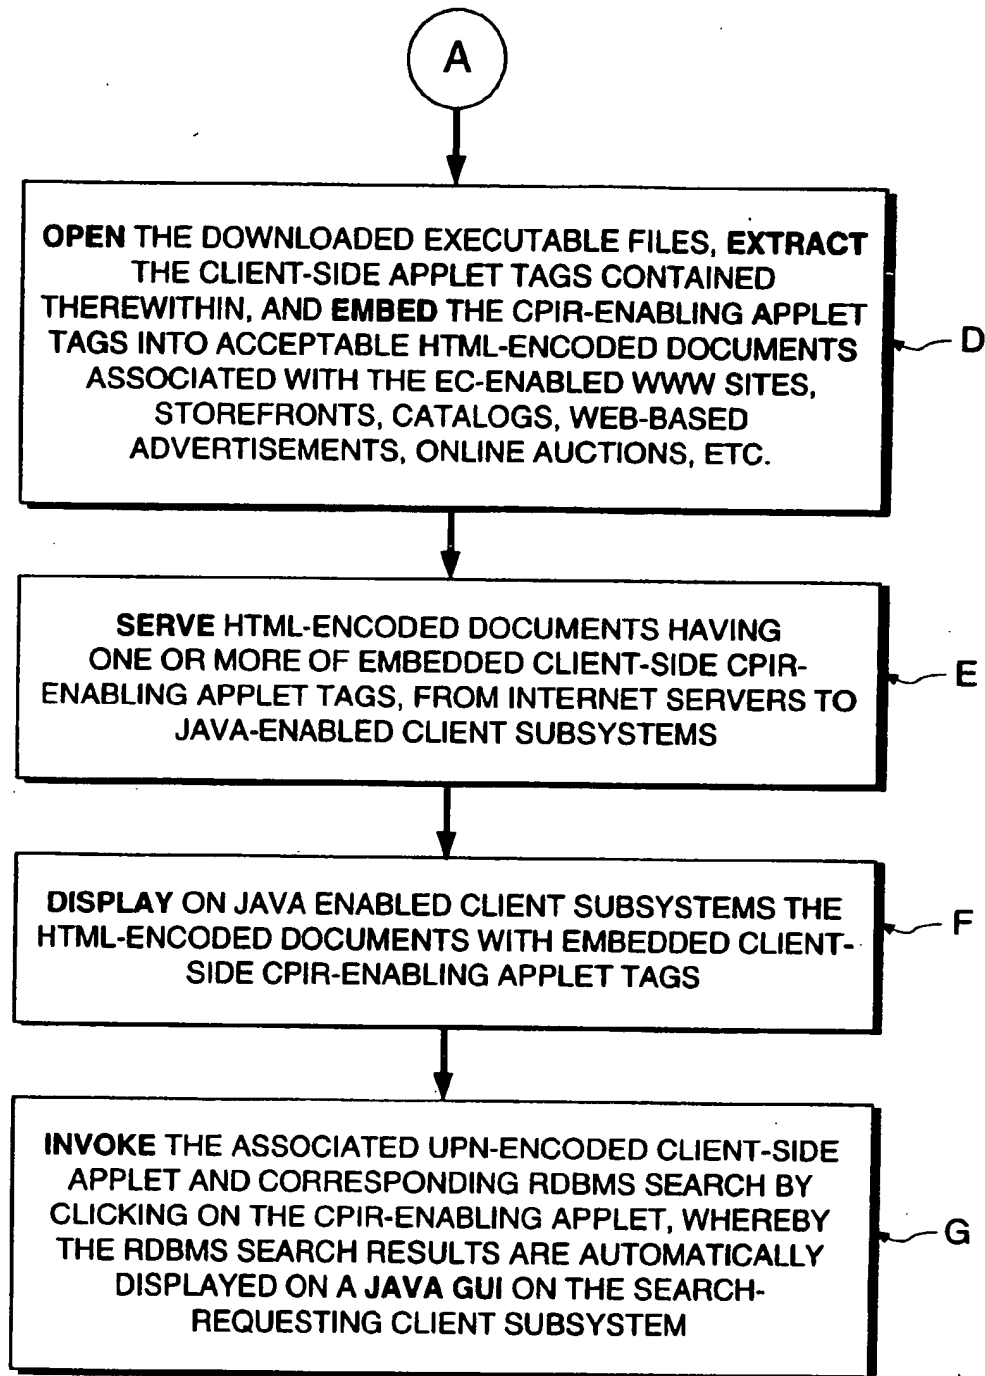 A
OPEN THE DOWNLOADED EXECUTABLE FILES, EXTRACT
THE CLIENT-SIDE APPLET TAGS CONTAINED
THEREWITHIN, AND EMBED THE CPIR-ENABLING APPLET
TAGS INTO ACCEPTABLE HTML-ENCODED DOCUMENTS
ASSOCIATED WITH THE EC-ENABLED WWW SITES,
STOREFRONTS, CATALOGS, WEB-BASED
ADVERTISEMENTS, ONLINE AUCTIONS, ETC.
D
SERVE HTML-ENCODED DOCUMENTS HAVING
ONE OR MORE OF EMBEDDED CLIENT-SIDE CPIR-
ENABLING APPLET TAGS, FROM INTERNET SERVERS TO
JAVA-ENABLED CLIENT SUBSYSTEMS
E
DISPLAY ON JAVA ENABLED CLIENT SUBSYSTEMS THE
HTML-ENCODED DOCUMENTS WITH EMBEDDED CLIENT-
SIDE CPIR-ENABLING APPLET TAGS
F
INVOKE THE ASSOCIATED UPN-ENCODED CLIENT-SIDE
APPLET AND CORRESPONDING RDBMS SEARCH BY
CLICKING ON THE CPIR-ENABLING APPLET, WHEREBY
THE RDBMS SEARCH RESULTS ARE AUTOMATICALLY
DISPLAYED ON A JAVA GUI ON THE SEARCH-
REQUESTING CLIENT SUBSYSTEM
G